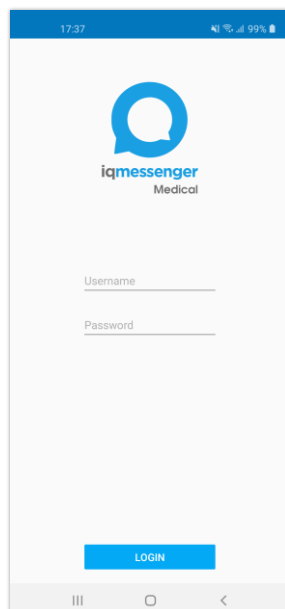 17:37 99%
iqmessenger
Medical
Username
Password
LOGIN